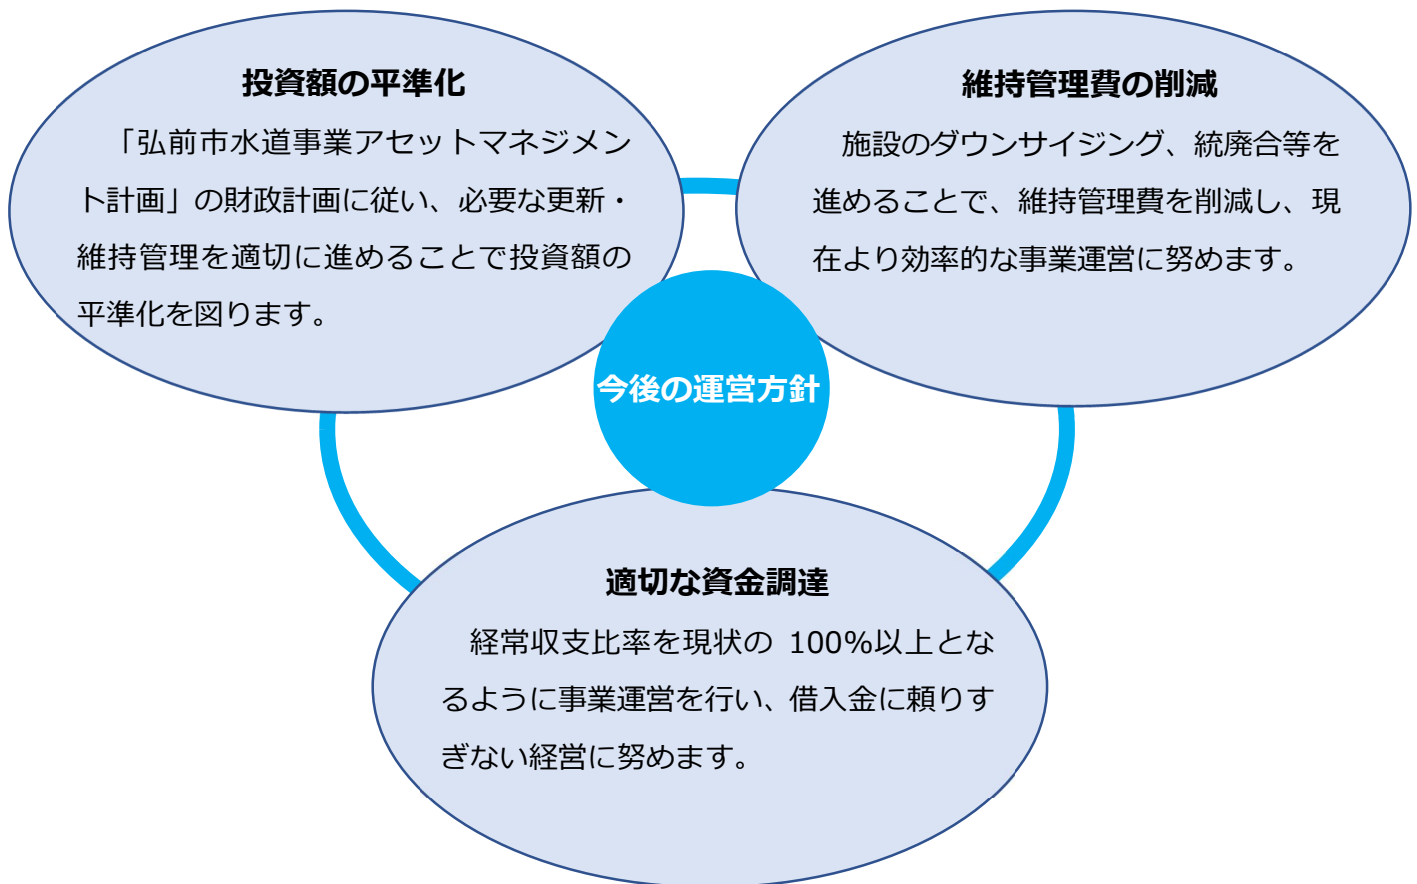 投資額の平準化
「弘前市水道事業アセットマネジメン
ト計画」の財政計画に従い、必要な更新・
維持管理を適切に進めることで投資額の
平準化を図ります。
維持管理費の削減
施設のダウンサイジング、統廃合等を
進めることで、維持管理費を削減し、現
在より効率的な事業運営に努めます。
今後の運営方針
適切な資金調達
経常収支比率を現状の 100%以上とな
るように事業運営を行い、借入金に頼りす
ぎない経営に努めます。